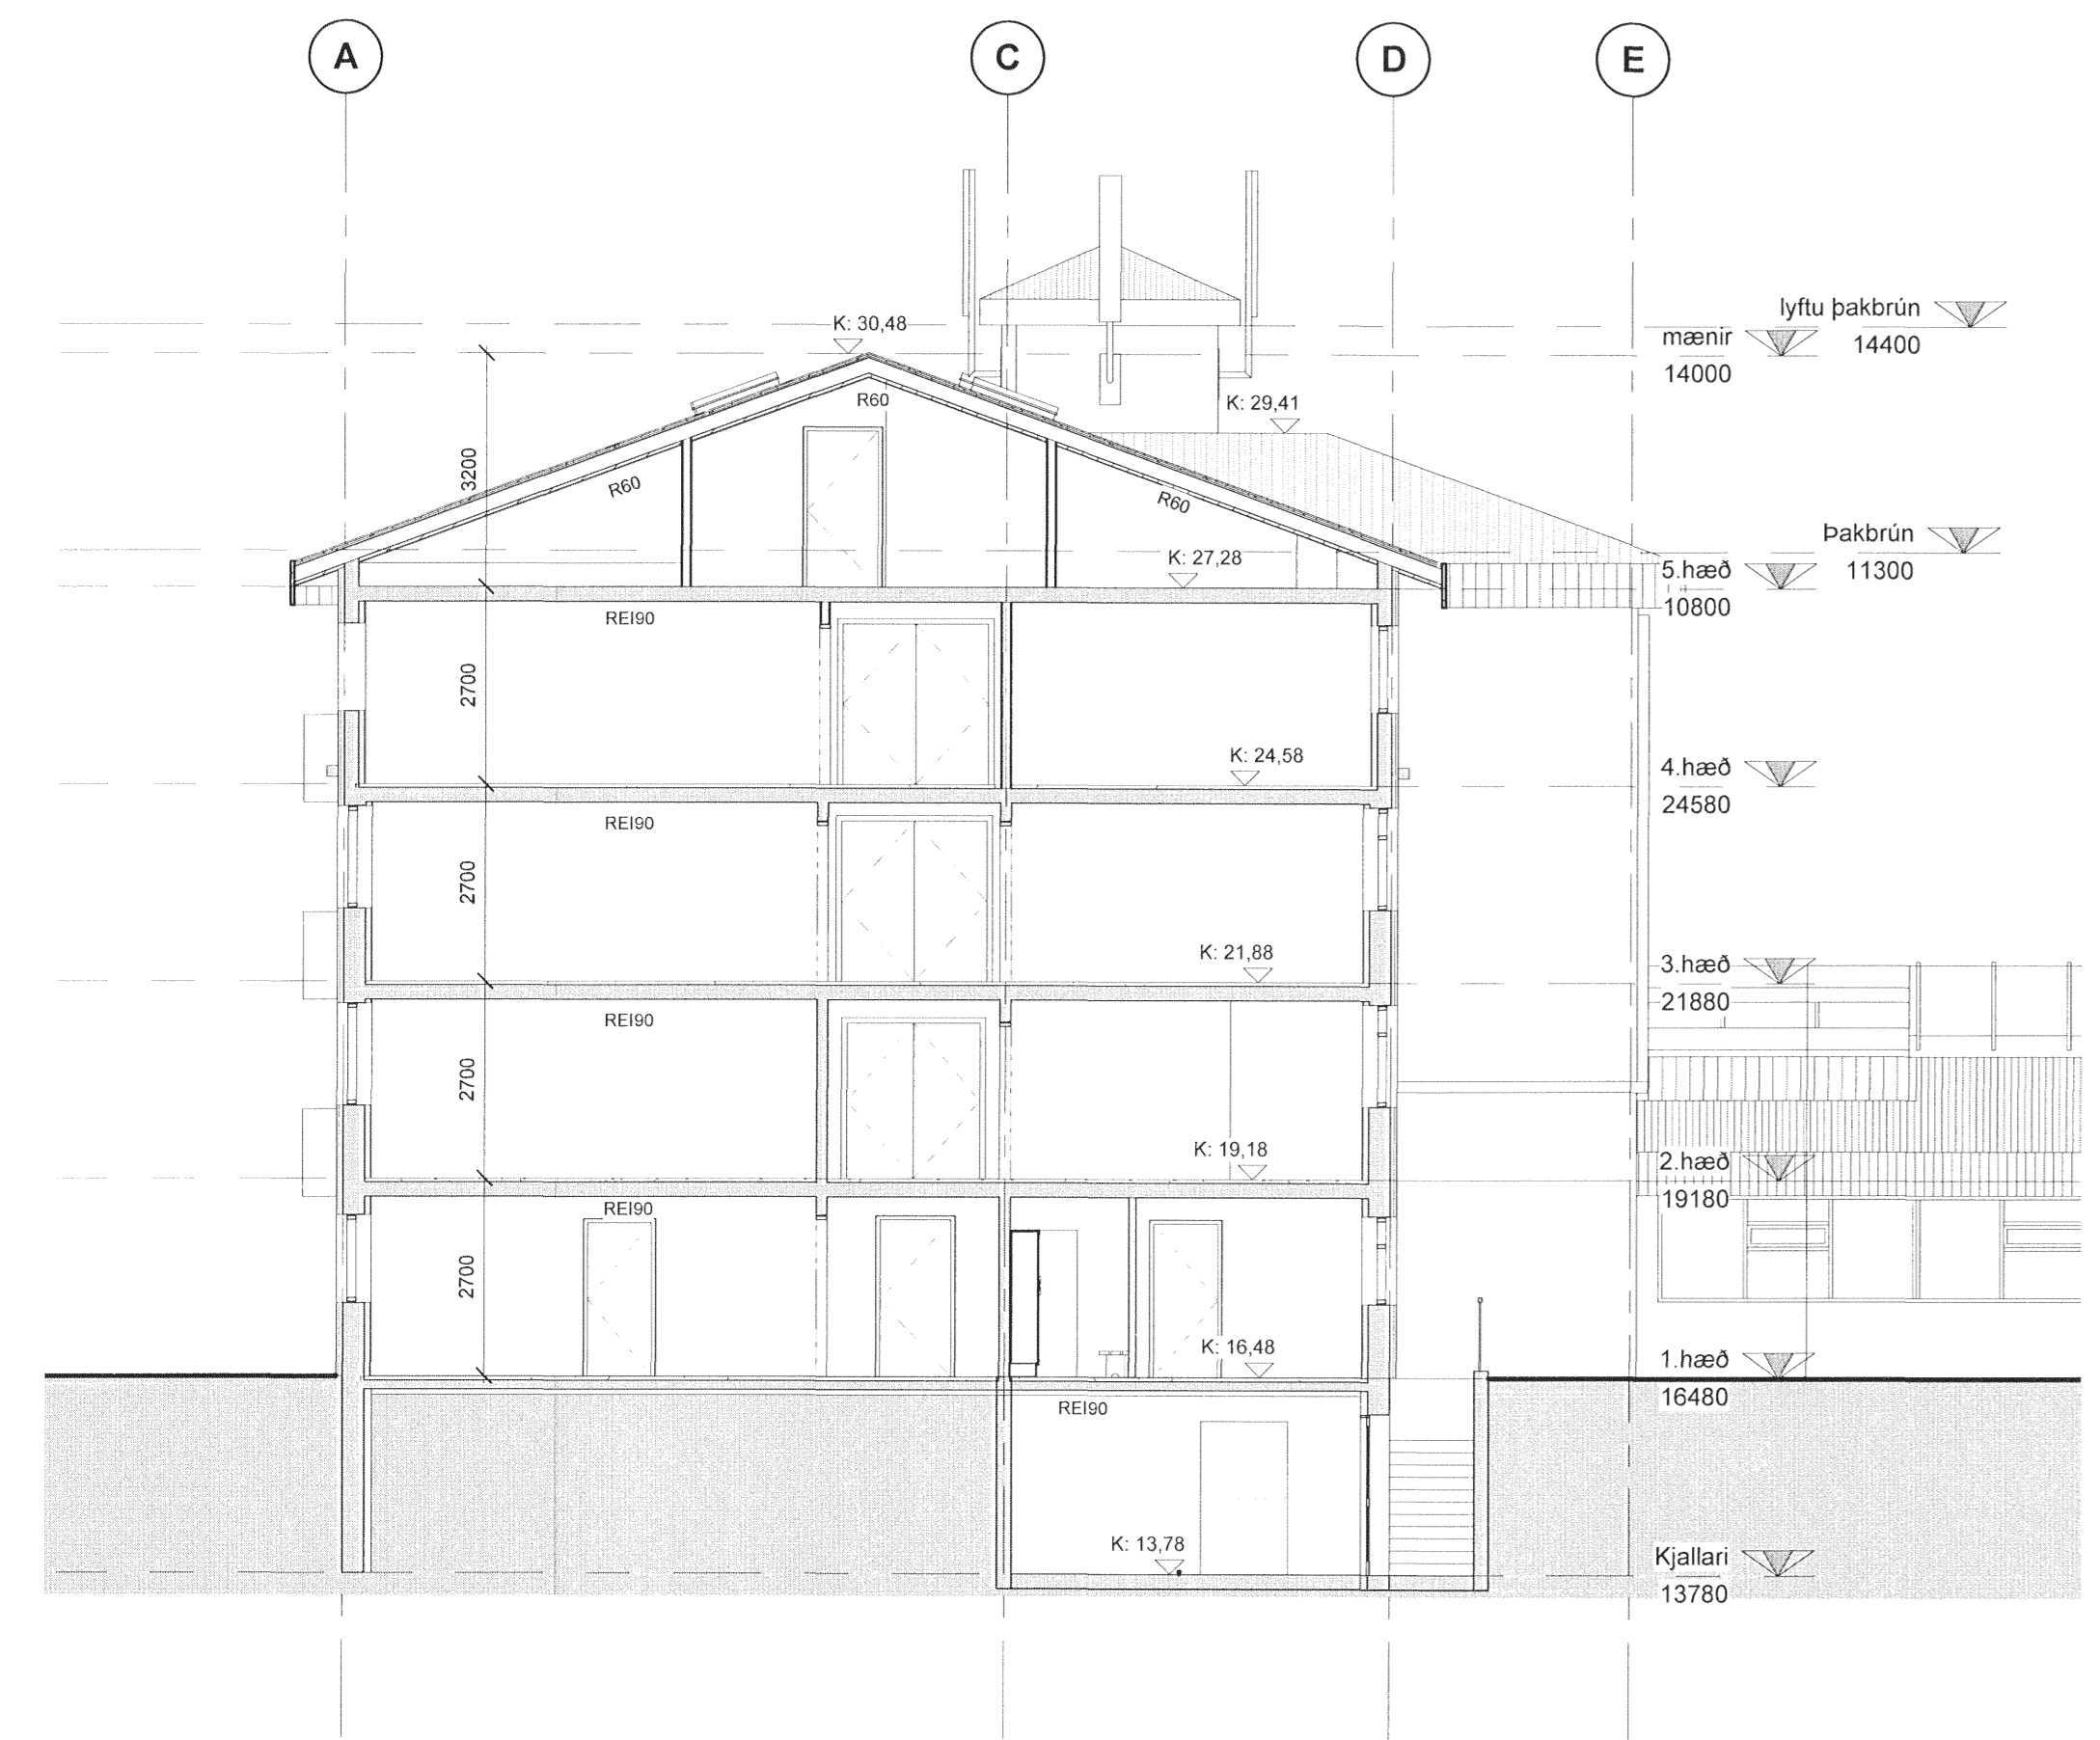 A
C
D
E
lyftu þakbrún
14400
K: 30,48
mænir
14000
R60
K: 29,41
3200
R60
R60
Þakbrún
11300
K: 27,28
5.hæð
10800
REI90
2700
K: 24,58
4.hæð
24580
REI90
2700
K: 21,88
3.hæð
21880
REI90
2700
K: 19,18
2.hæð
19180
REI90
2700
K: 16,48
1.hæð
16480
REI90
K: 13,78
Kjallari
13780